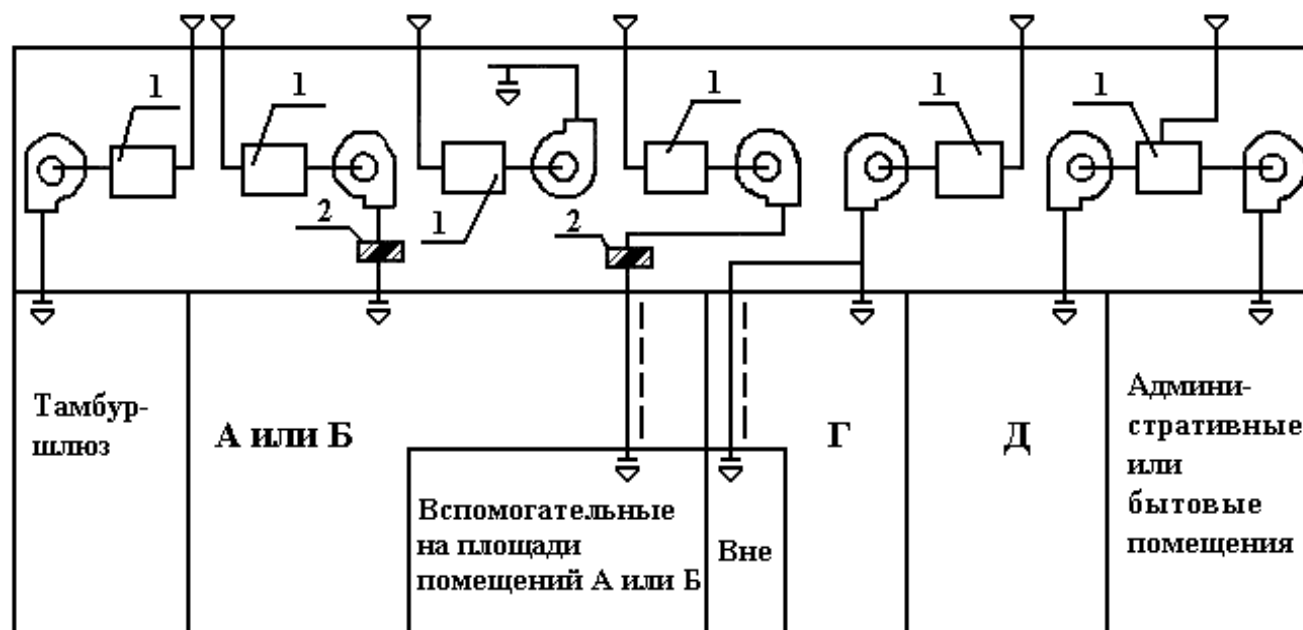 1
1
1
1
1
1
2
2
Тамбур-
шлюз
А или Б
Вспомогательные
на площади
помещений А или Б
Вне
Г
Д
Админи-
стративные
или
бытовые
помещения